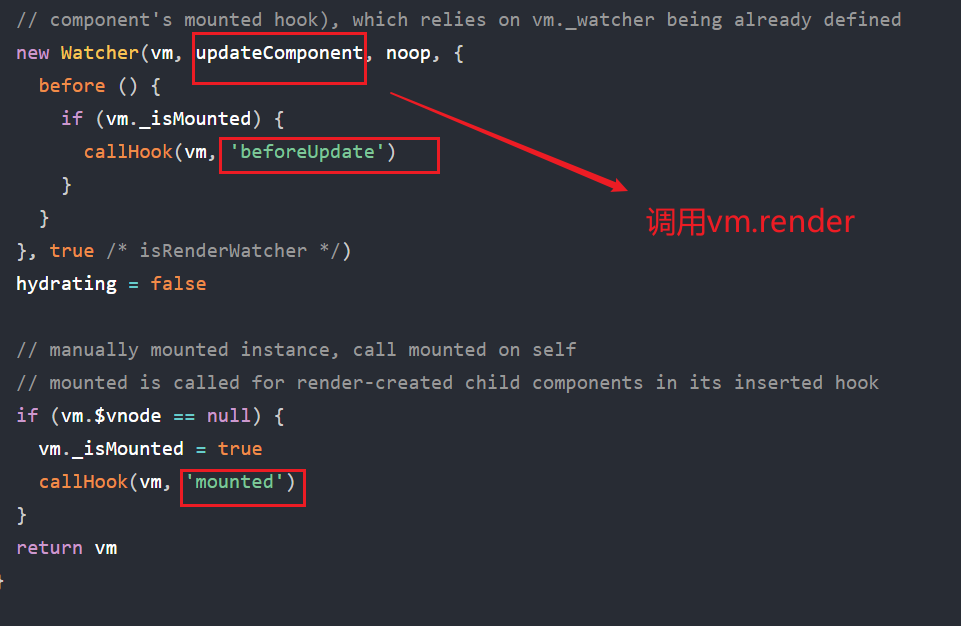 // component's mounted hook), which relies on vm._watcher being already defined
new Watcher(vm, updateComponent, noop, {
before () {
if (vm._isMounted) {
callHook(vm, 'beforeUpdate')
}
}
调用vm.render
}, true /* isRenderWatcher */)
hydrating = false
// manually mounted instance, call mounted on self
// mounted is called for render-created child components in its inserted hook
if (vm.$vnode == null) {
vm._isMounted = true
callHook(vm, 'mounted')
}
return vm
}